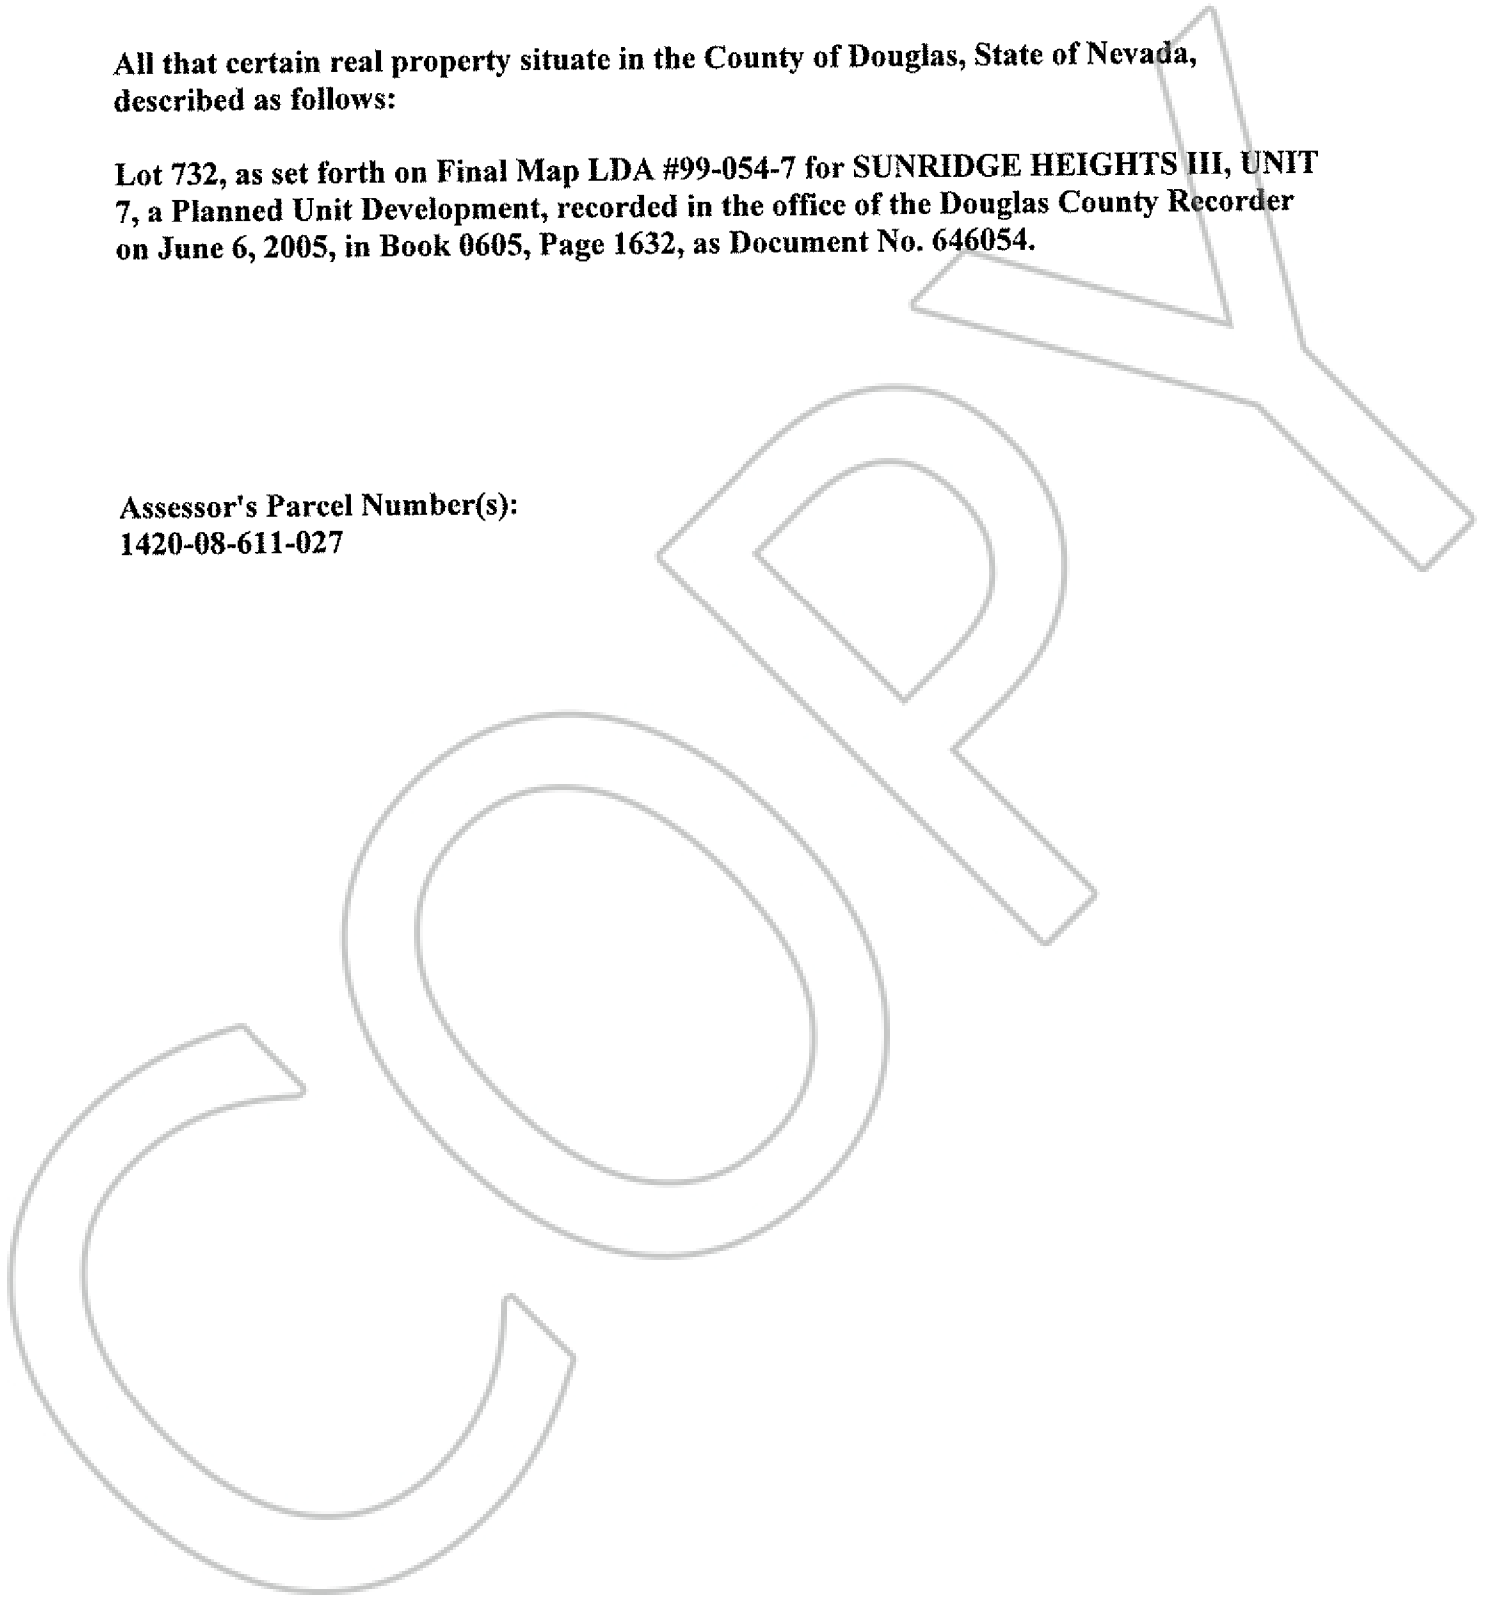 All that certain real property situate in the County of Douglas, State of Nevada,
described as follows:
Lot 732, as set forth on Final Map LDA #99-054-7 for SUNRIDGE HEIGHTS III, UNIT
7, a Planned Unit Development, recorded in the office of the Douglas County Recorder
on June 6, 2005, in Book 0605, Page 1632, as Document No. 646054.
Assessor's Parcel Number(s):
1420-08-611-027
COPY